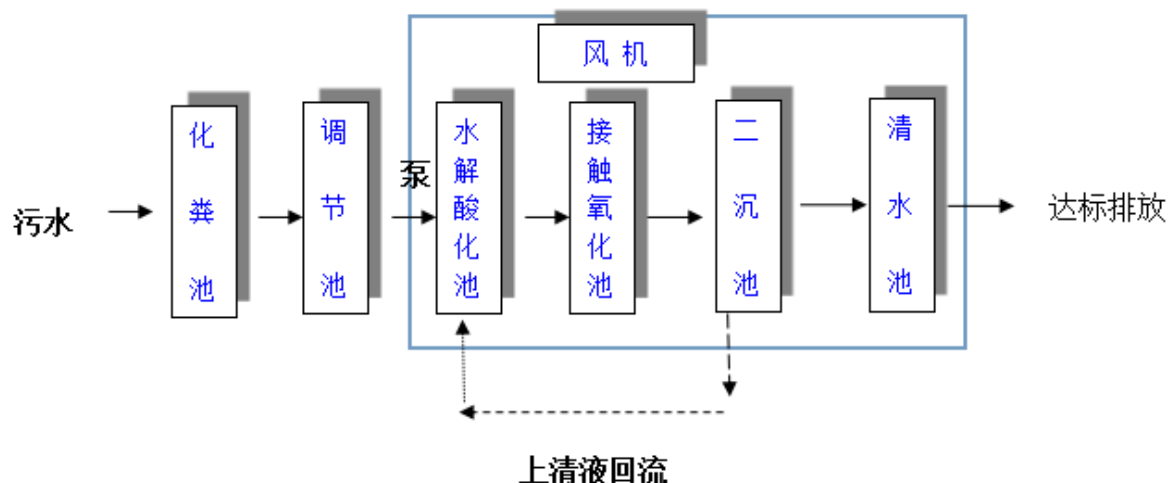 风机
污水
化粪池
调节池
泵
水解酸化池
接触氧化池
二沉池
清水池
达标排放
上清液回流